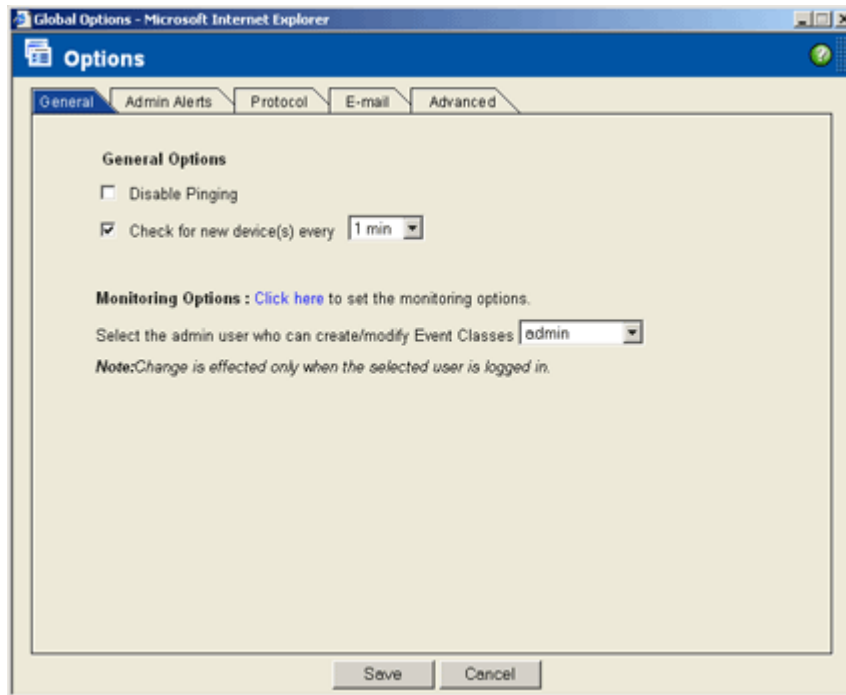 Global Options - Microsoft Internet Explorer
Options
General Admin Alerts Protocol E-mail Advanced
General Options
Disable Pinging
Check for new device(s) every 1 min
Monitoring Options : Click here to set the monitoring options.
Select the admin user who can create/modify Event Classes admin
Note:Change is effected only when the selected user is logged in.
Save Cancel